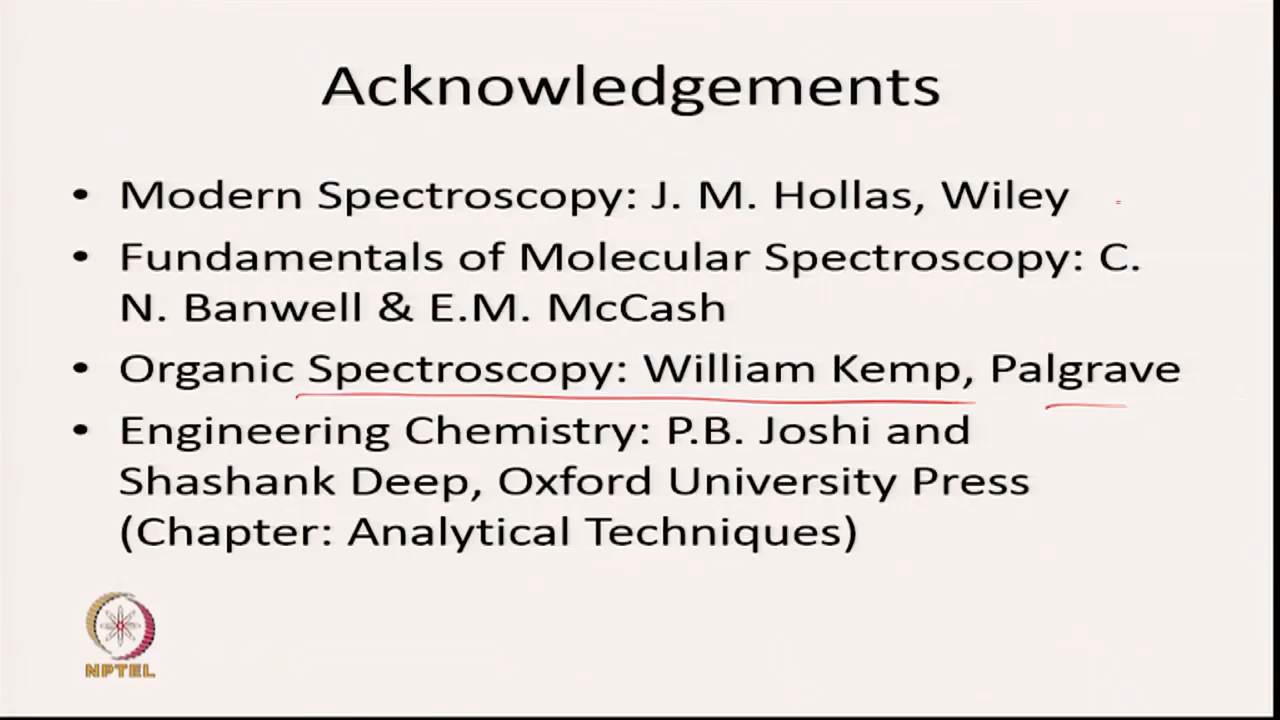 Acknowledgements
• Modern Spectroscopy: J. M. Hollas, Wiley
• Fundamentals of Molecular Spectroscopy: C.
N. Banwell & E.M. McCash
• Organic Spectroscopy: William Kemp, Palgrave
• Engineering Chemistry: P.B. Joshi and
Shashank Deep, Oxford University Press
(Chapter: Analytical Techniques)
NPTEL